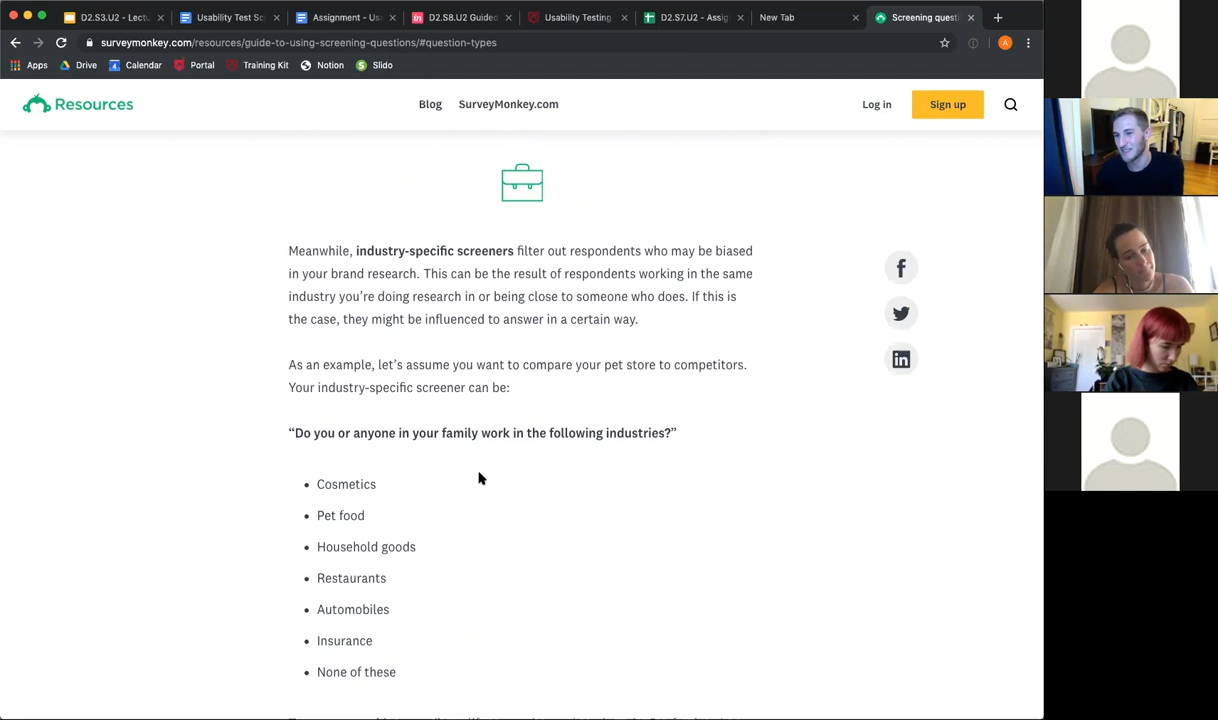 D2.S3.U2 - Lectu
Usability Test Sc
Assignment - Usa
D2.S8.U2 Guided
Usability Testing
D2.S7.U2 - Assig
New Tab
Screening questi
surveymonkey.com/resources/guide-to-using-screening-questions/#question-types
A
Apps
Drive
Calendar
Portal
Training Kit
Notion
Slido
Resources
Blog
SurveyMonkey.com
Log in
Sign up
Meanwhile, industry-specific screeners filter out respondents who may be biased
in your brand research. This can be the result of respondents working in the same
industry you’re doing research in or being close to someone who does. If this is
the case, they might be influenced to answer in a certain way.
As an example, let’s assume you want to compare your pet store to competitors.
Your industry-specific screener can be:
“Do you or anyone in your family work in the following industries?”
• Cosmetics
• Pet food
• Household goods
• Restaurants
• Automobiles
• Insurance
• None of these